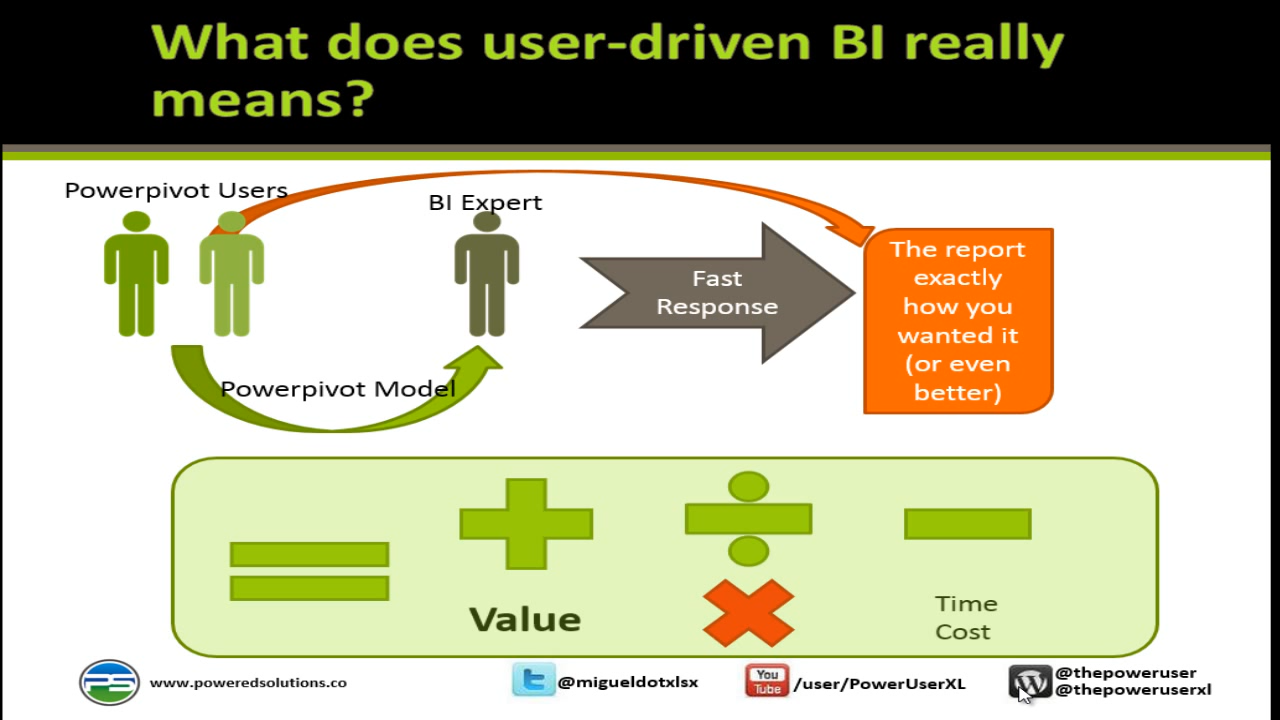 What does user-driven BI really
means?
Powerpivot Users
BI Expert
Fast
Response
The report
exactly
how you
wanted it
(or even
better)
Powerpivot Model
Value
Time
Cost
www.poweredsolutions.co
@migueldotxlsx
You
Tube
/user/PowerUserXL
@thepoweruser
@thepoweruserxl